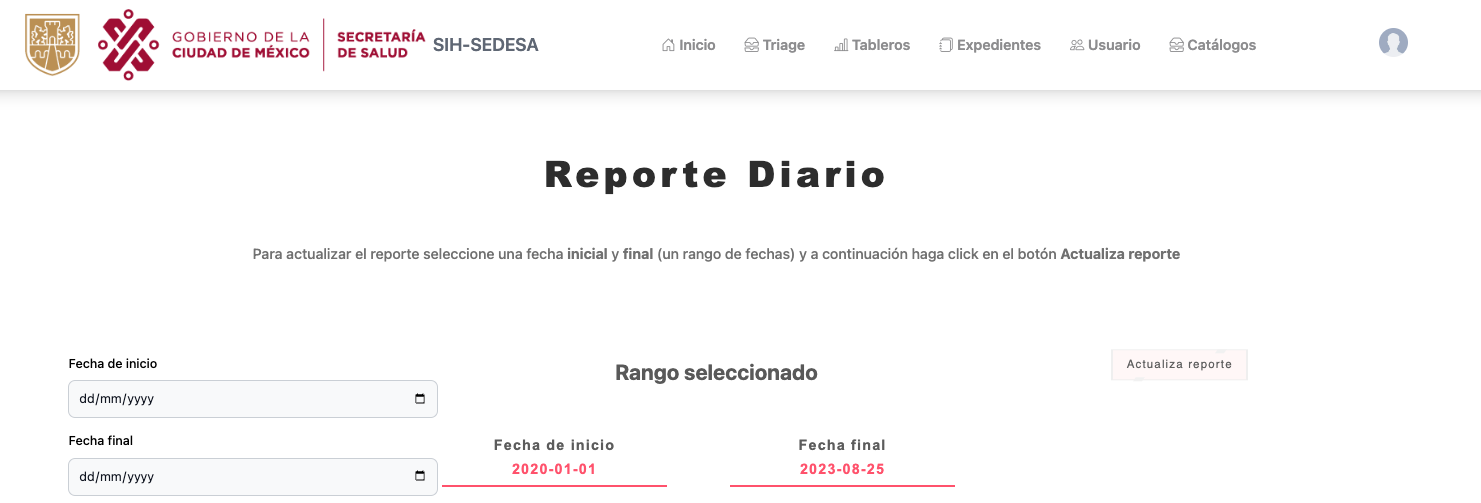 GOBIERNO DE LA
CIUDAD DE MÉXICO
SECRETARÍA
DE SALUD
SIH-SEDESA
Inicio
Triage
Tableros
Expedientes
Usuario
Catálogos
Reporte Diario
Para actualizar el reporte seleccione una fecha inicial y final (un rango de fechas) y a continuación haga click en el botón Actualiza reporte
Fecha de inicio
dd/mm/yyyy
Fecha final
dd/mm/yyyy
Rango seleccionado
Fecha de inicio
2020-01-01
Fecha final
2023-08-25
Actualiza reporte